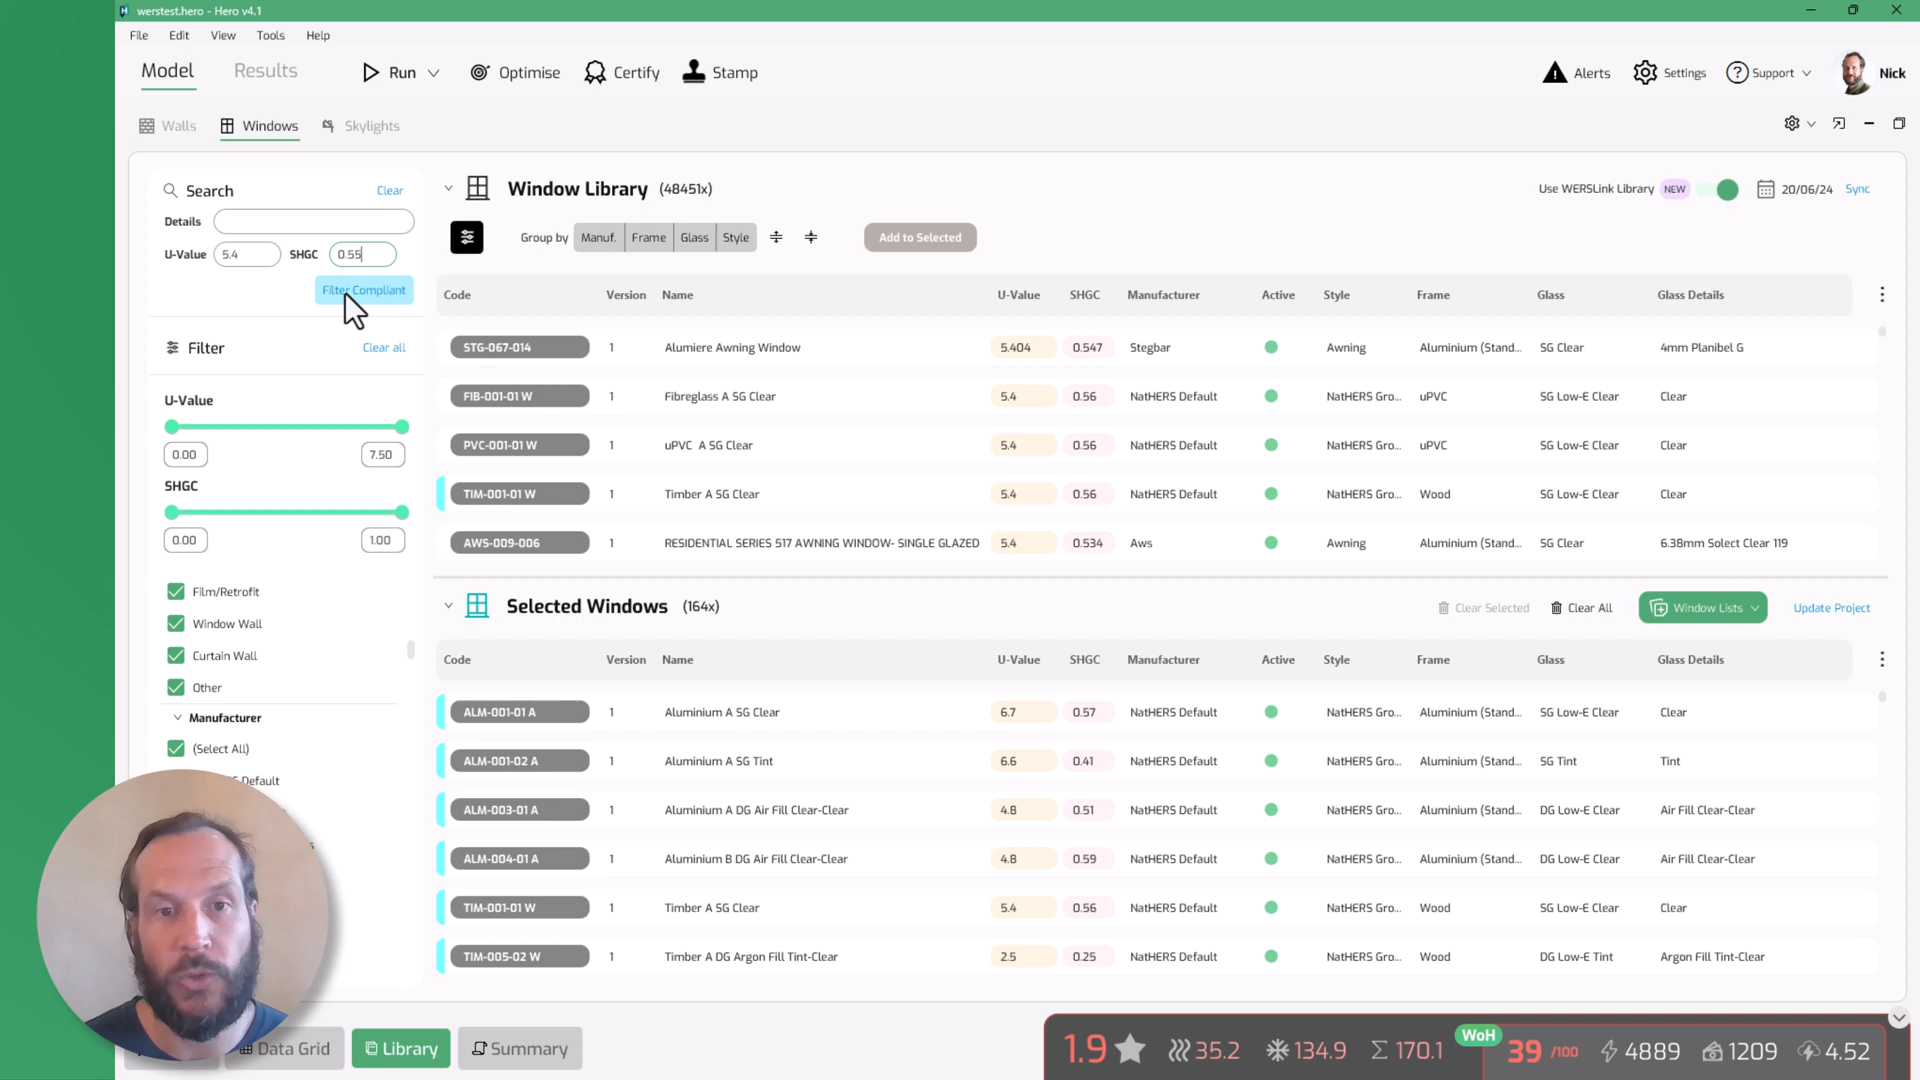 werstest.hero - Hero v4.1
File Edit View Tools Help
Model Results Run Optimise Certify Stamp Alerts Settings Support Nick
Walls Windows Skylights
Search Clear
Details
U-Value 5.4 SHGC 0.55
Filter Compliant
Filter Clear all
U-Value
0.00 7.50
SHGC
0.00 1.00
Film/Retrofit
Window Wall
Curtain Wall
Other
Manufacturer
(Select All)
Default
Window Library (48451x) Use WERSLink Library NEW 20/06/24 Sync
Group by Manuf. Frame Glass Style Add to Selected
Code Version Name U-Value SHGC Manufacturer Active Style Frame Glass Glass Details
STG-067-014 1 Alumiere Awning Window 5.404 0.547 Stegbar Awning Aluminium (Stand... SG Clear 4mm Planibel G
FIB-001-01 W 1 Fibreglass A SG Clear 5.4 0.56 NatHERS Default NatHERS Gro... uPVC SG Low-E Clear Clear
PVC-001-01 W 1 uPVC A SG Clear 5.4 0.56 NatHERS Default NatHERS Gro... uPVC SG Low-E Clear Clear
TIM-001-01 W 1 Timber A SG Clear 5.4 0.56 NatHERS Default NatHERS Gro... Wood SG Low-E Clear Clear
AWS-009-006 1 RESIDENTIAL SERIES 517 AWNING WINDOW- SINGLE GLAZED 5.4 0.534 Aws Awning Aluminium (Stand... SG Clear 6.38mm Solect Clear 119
Selected Windows (164x) Clear Selected Clear All Window Lists Update Project
Code Version Name U-Value SHGC Manufacturer Active Style Frame Glass Glass Details
ALM-001-01 A 1 Aluminium A SG Clear 6.7 0.57 NatHERS Default NatHERS Gro... Aluminium (Stand... SG Low-E Clear Clear
ALM-001-02 A 1 Aluminium A SG Tint 6.6 0.41 NatHERS Default NatHERS Gro... Aluminium (Stand... SG Tint Tint
ALM-003-01 A 1 Aluminium A DG Air Fill Clear-Clear 4.8 0.51 NatHERS Default NatHERS Gro... Aluminium (Stand... DG Low-E Clear Air Fill Clear-Clear
ALM-004-01 A 1 Aluminium B DG Air Fill Clear-Clear 4.8 0.59 NatHERS Default NatHERS Gro... Aluminium (Stand... DG Low-E Clear Air Fill Clear-Clear
TIM-001-01 W 1 Timber A SG Clear 5.4 0.56 NatHERS Default NatHERS Gro... Wood SG Low-E Clear Clear
TIM-005-02 W 1 Timber A DG Argon Fill Tint-Clear 2.5 0.25 NatHERS Default NatHERS Gro... Wood DG Low-E Tint Argon Fill Tint-Clear
Data Grid Library Summary
1.9 35.2 134.9 Σ 170.1 WoH 39 /100 4889 1209 4.52